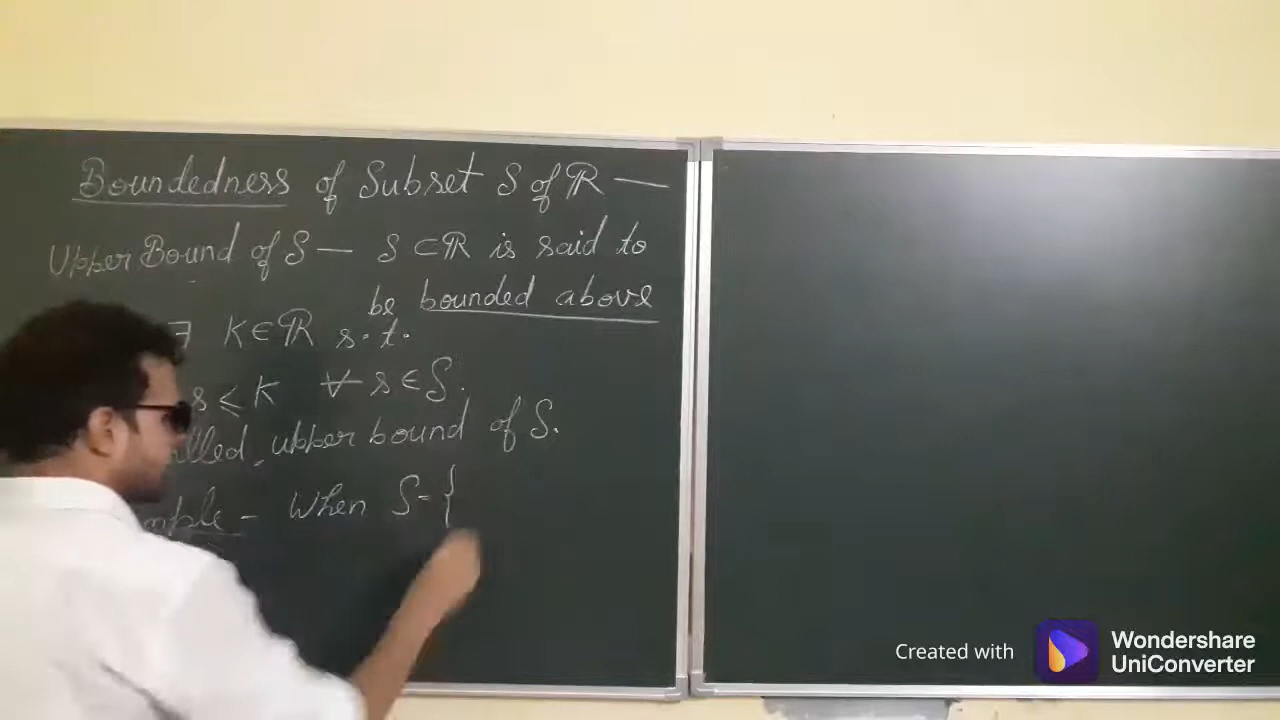 Boundedness of Subset S of ℝ —
Upper Bound of S — S ⊂ ℝ is said to
be bounded above
∃ K ∈ ℝ s.t.
s ⩽ K ∀ s ∈ S.
lled, upper bound of S.
mple - When S = {
Created with Wondershare UniConverter